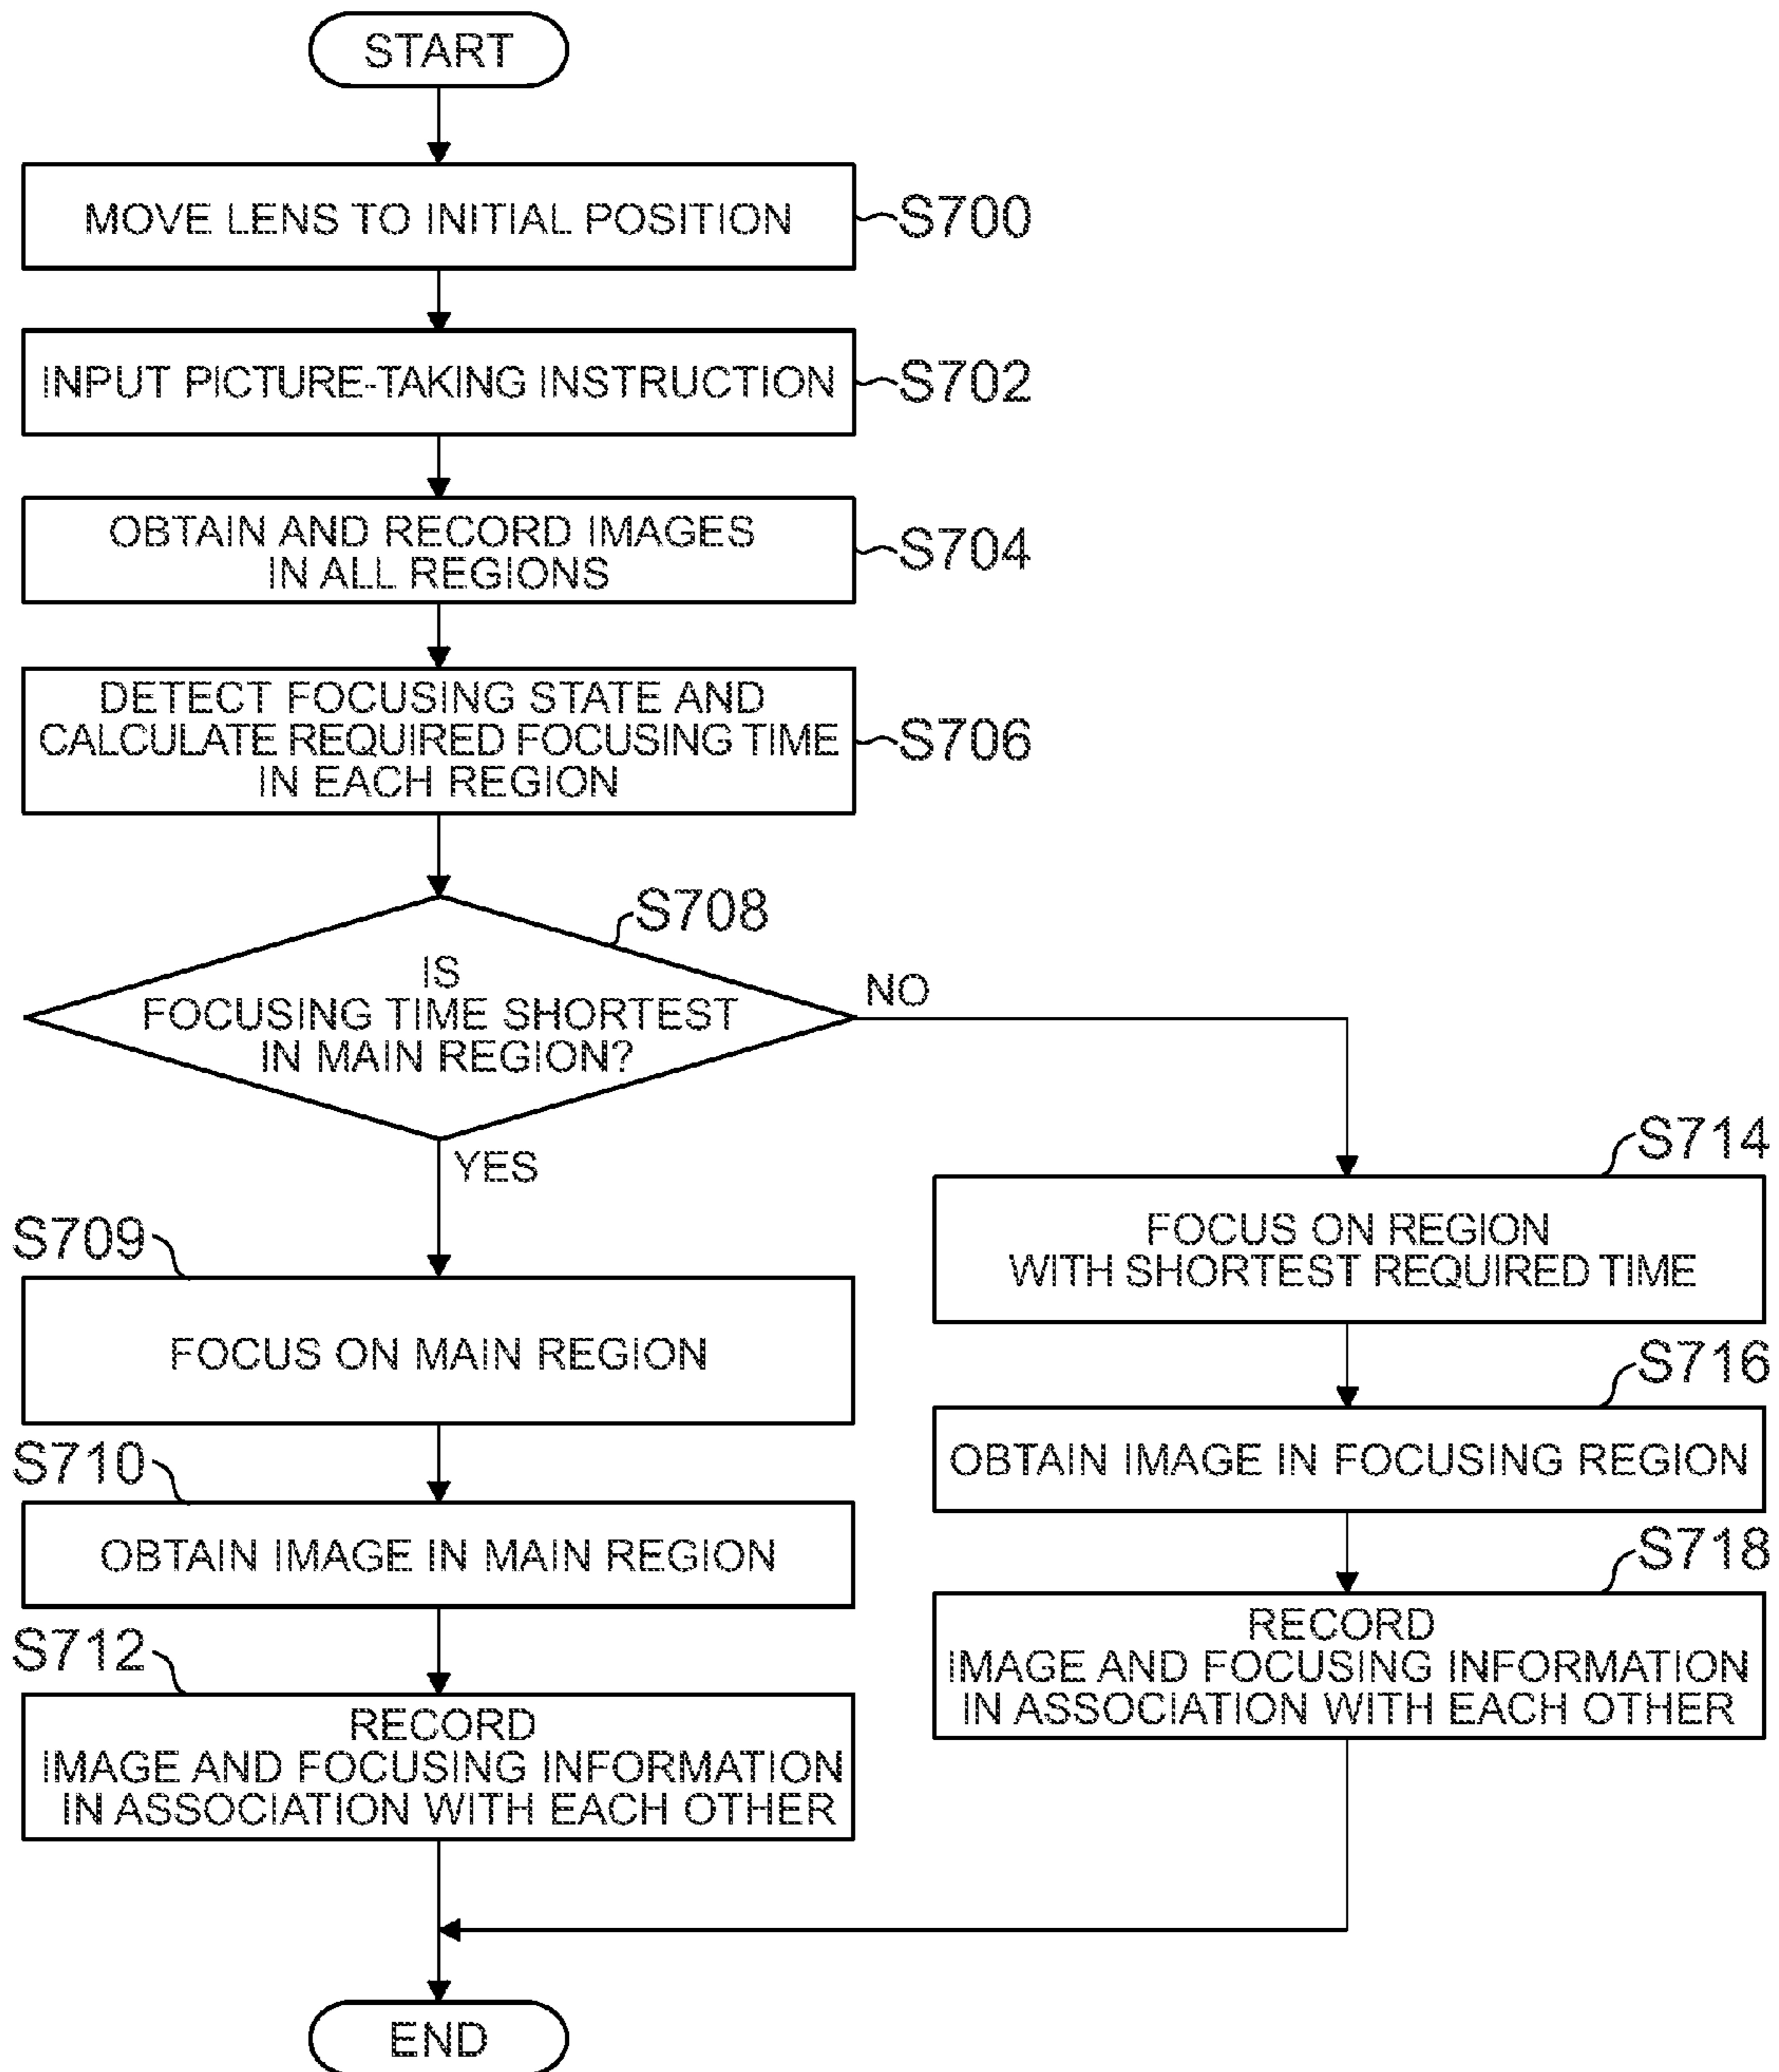 START
MOVE LENS TO INITIAL POSITION
S700
INPUT PICTURE-TAKING INSTRUCTION
S702
OBTAIN AND RECORD IMAGES
IN ALL REGIONS
S704
DETECT FOCUSING STATE AND
CALCULATE REQUIRED FOCUSING TIME
IN EACH REGION
S706
S708
IS
FOCUSING TIME SHORTEST
IN MAIN REGION?
NO
YES
S709
FOCUS ON MAIN REGION
S710
OBTAIN IMAGE IN MAIN REGION
S712
RECORD
IMAGE AND FOCUSING INFORMATION
IN ASSOCIATION WITH EACH OTHER
S714
FOCUS ON REGION
WITH SHORTEST REQUIRED TIME
S716
OBTAIN IMAGE IN FOCUSING REGION
S718
RECORD
IMAGE AND FOCUSING INFORMATION
IN ASSOCIATION WITH EACH OTHER
END